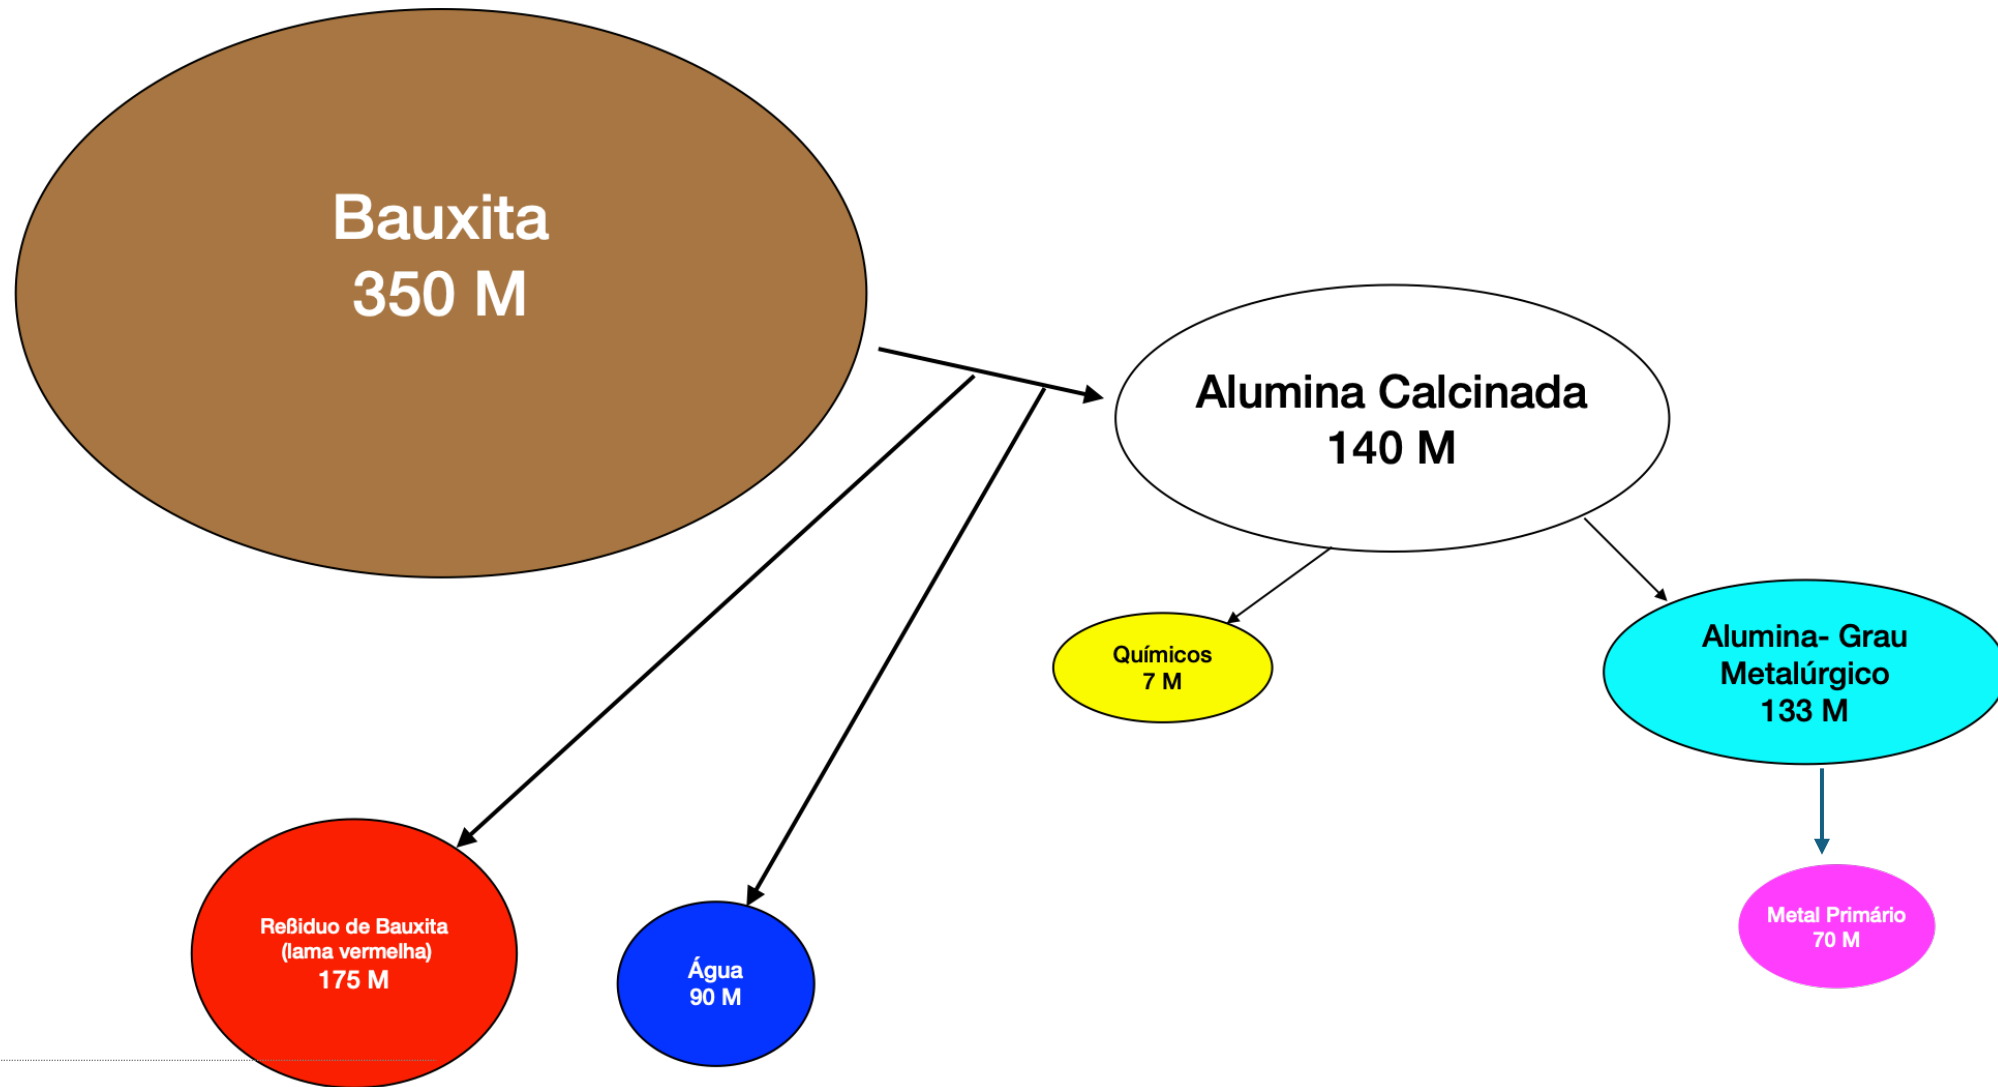 Bauxita
350 M
Alumina Calcinada
140 M
Químicos
7 M
Alumina- Grau
Metalúrgico
133 M
Reßiduo de Bauxita
(lama vermelha)
175 M
Água
90 M
Metal Primário
70 M